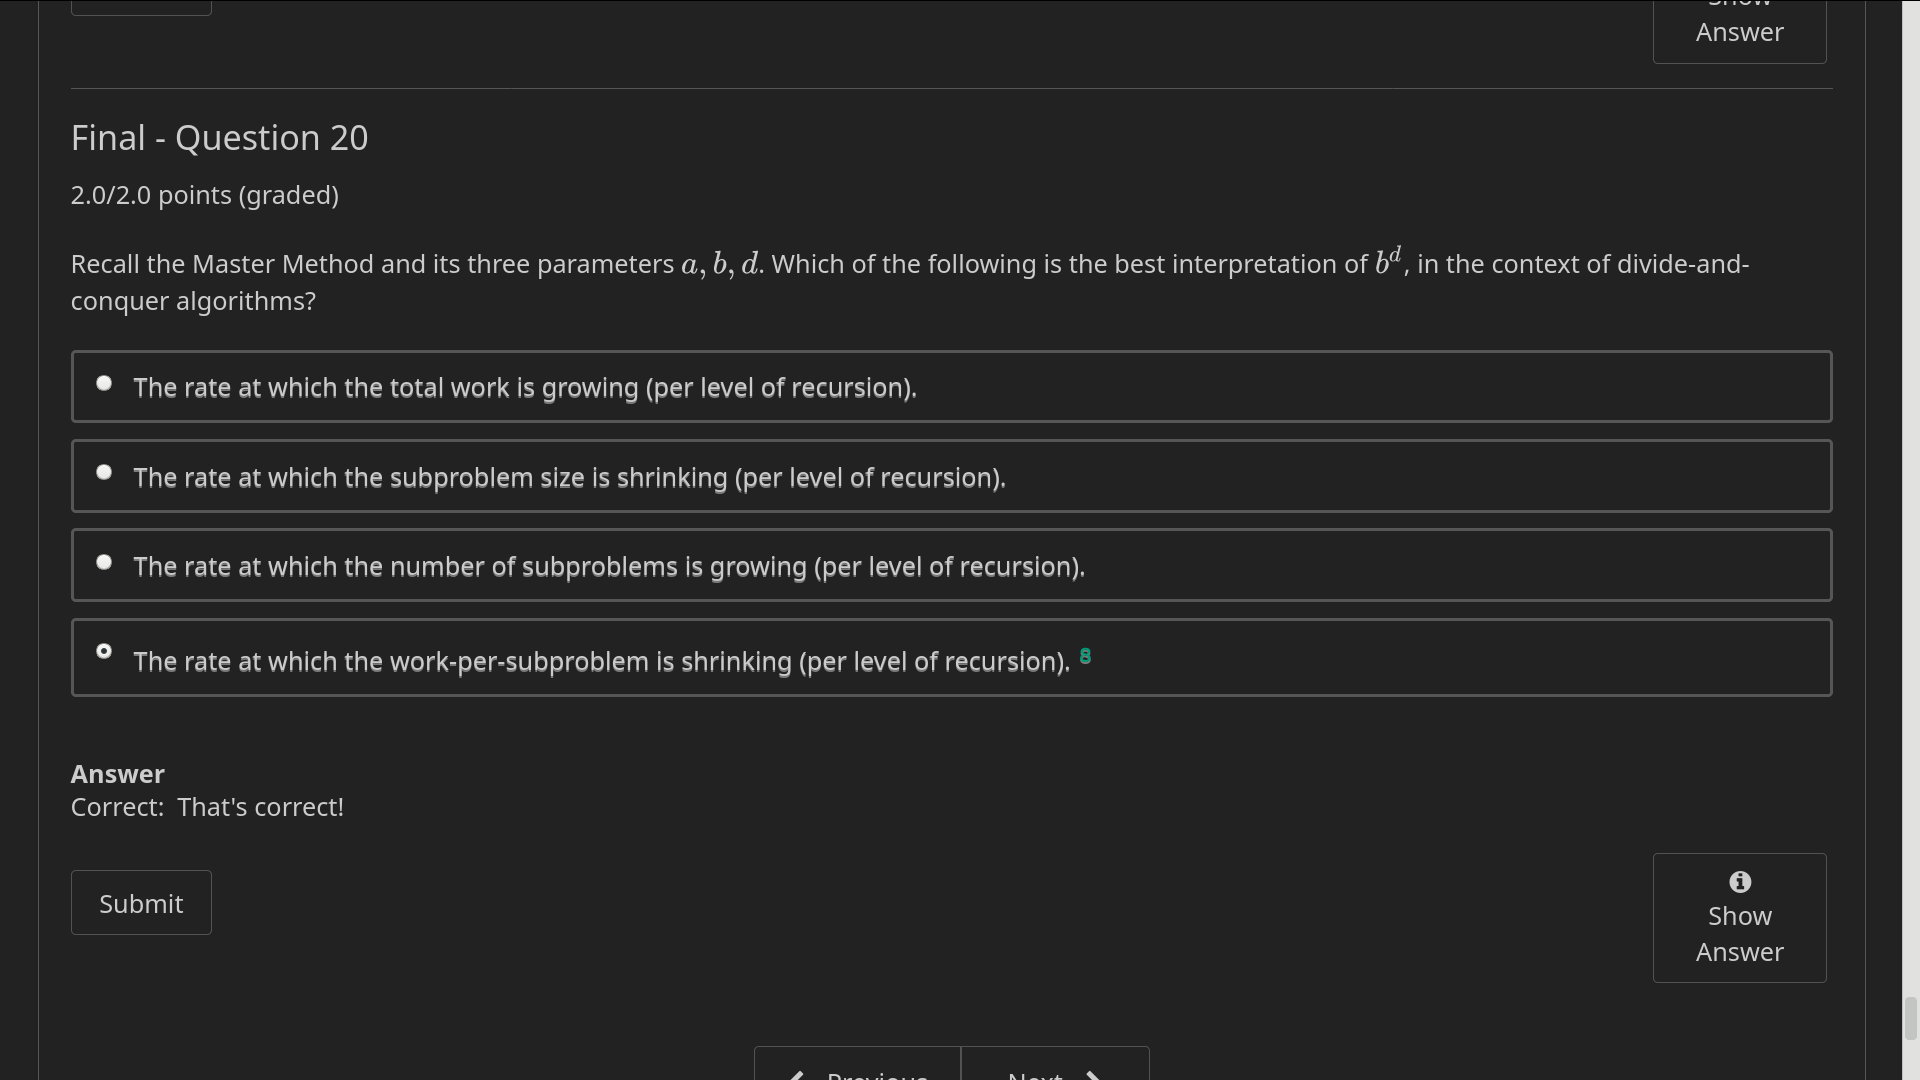 Show
Answer
Final - Question 20
2.0/2.0 points (graded)
Recall the Master Method and its three parameters a, b, d. Which of the following is the best interpretation of b^d, in the context of divide-and-
conquer algorithms?
The rate at which the total work is growing (per level of recursion).
The rate at which the subproblem size is shrinking (per level of recursion).
The rate at which the number of subproblems is growing (per level of recursion).
The rate at which the work-per-subproblem is shrinking (per level of recursion). 8
Answer
Correct: That's correct!
Submit
Show
Answer
Previous
Next